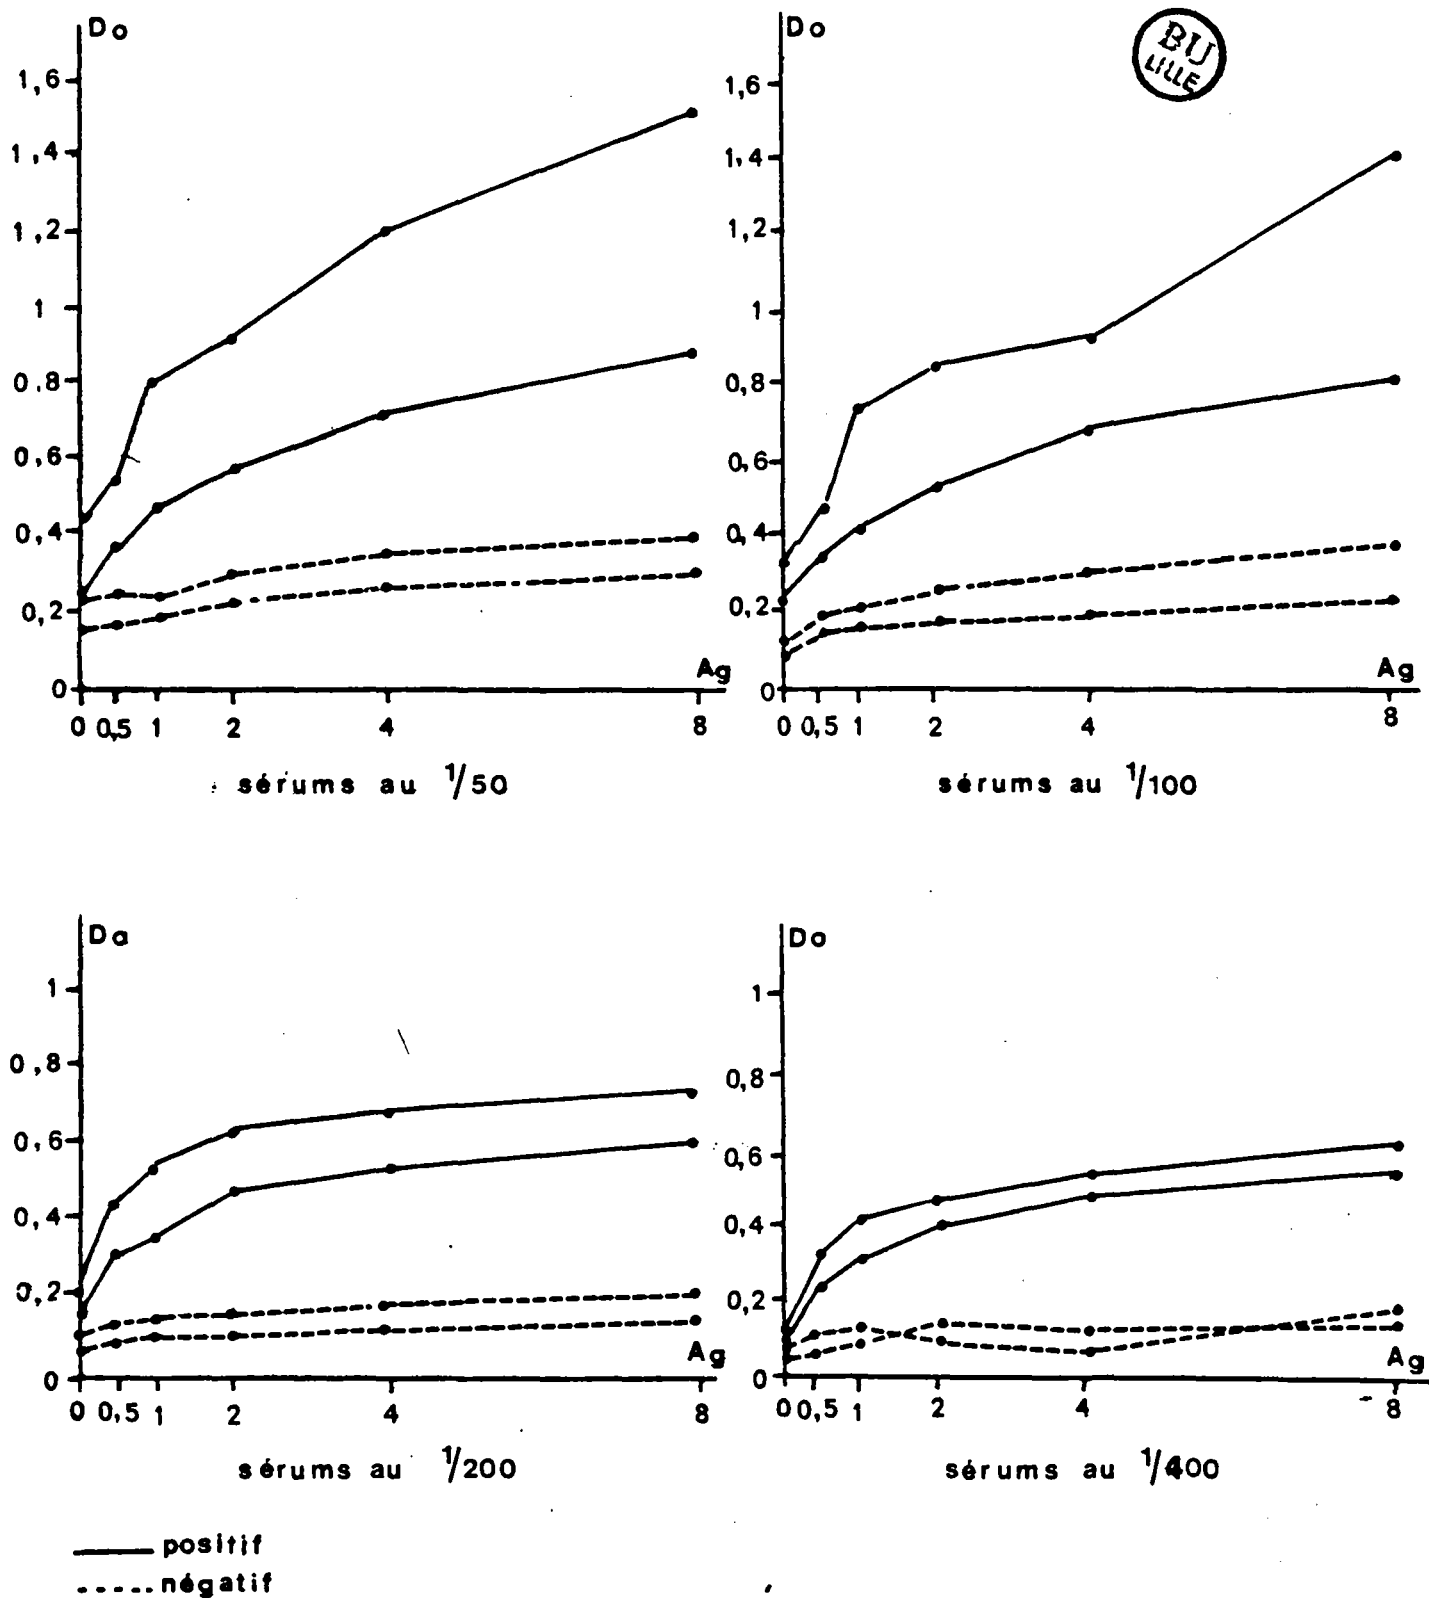 Do
1,6
1,4
1,2
1
0,8
0,6
0,4
0,2
0
Ag
0 0,5 1 2 4 8
sérums au 1/50
Do
BU
LILLE
1,6
1,4
1,2
1
0,8
0,6
0,4
0,2
0
Ag
0 0,5 1 2 4 8
sérums au 1/100
Do
1
0,8
0,6
0,4
0,2
0
Ag
0 0,5 1 2 4 8
sérums au 1/200
Do
1
0,8
0,6
0,4
0,2
0
Ag
0 0,5 1 2 4 8
sérums au 1/400
positif
négatif